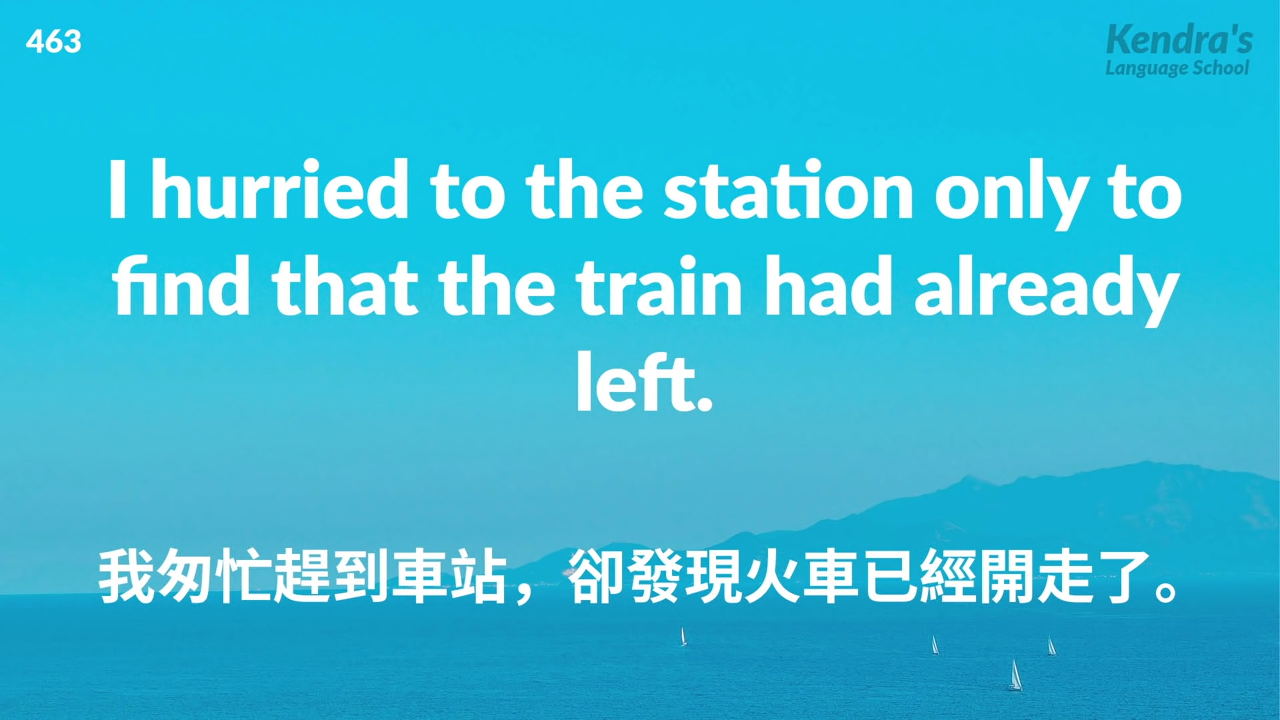 463
Kendra's
Language School
I hurried to the station only to
find that the train had already
left.
我匆忙趕到車站，卻發現火車已經開走了。